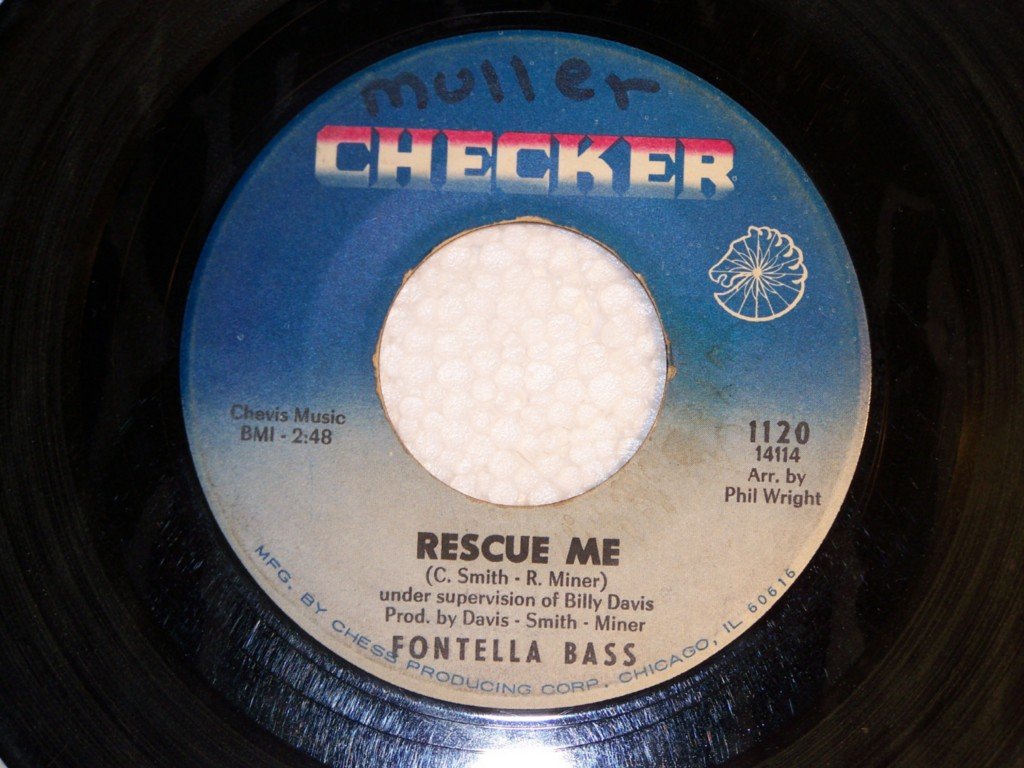 muller
CHECKER
Chevis Music
BMI - 2:48
1120
14114
Arr. by
Phil Wright
RESCUE ME
(C. Smith - R. Miner)
under supervision of Billy Davis
Prod. by Davis - Smith - Miner
FONTELLA BASS
MFG. BY CHESS PRODUCING CORP. CHICAGO, IL 60616